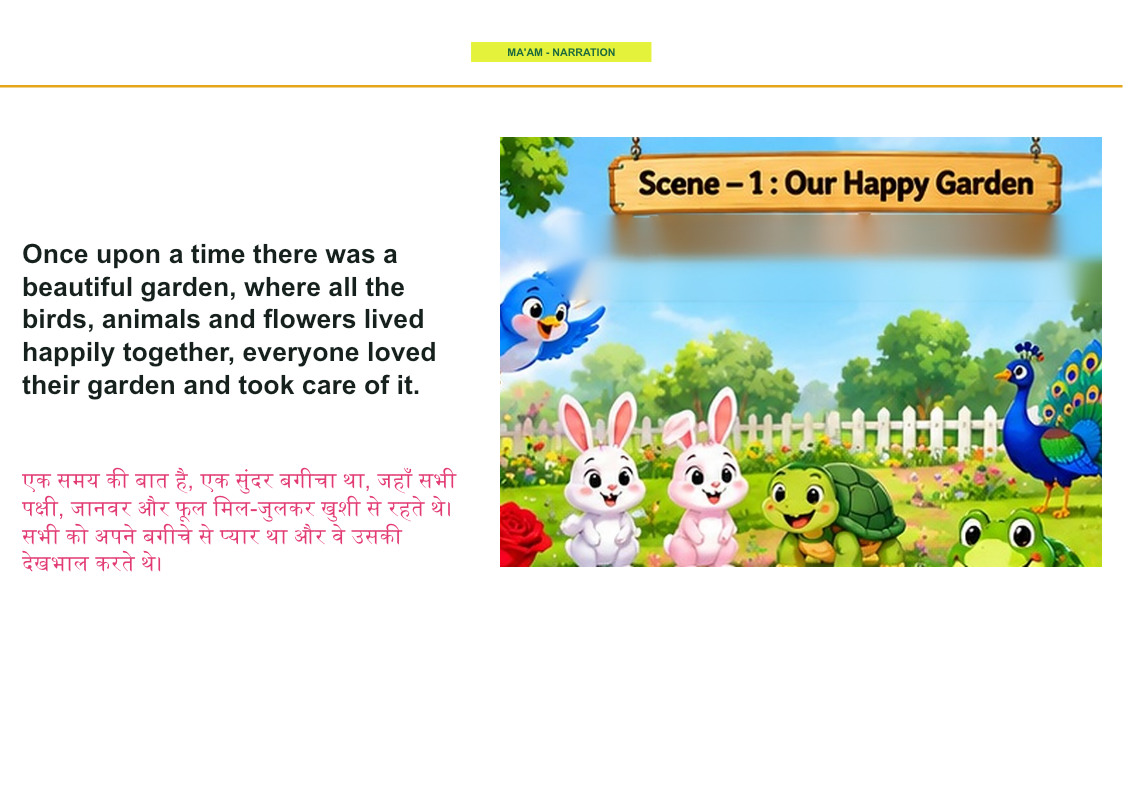 MA'AM - NARRATION
Scene – 1 : Our Happy Garden
Once upon a time there was a
beautiful garden, where all the
birds, animals and flowers lived
happily together, everyone loved
their garden and took care of it.
एक समय की बात है, एक सुंदर बगीचा था, जहाँ सभी
पक्षी, जानवर और फूल मिल-जुलकर खुशी से रहते थे।
सभी को अपने बगीचे से प्यार था और वे उसकी
देखभाल करते थे।